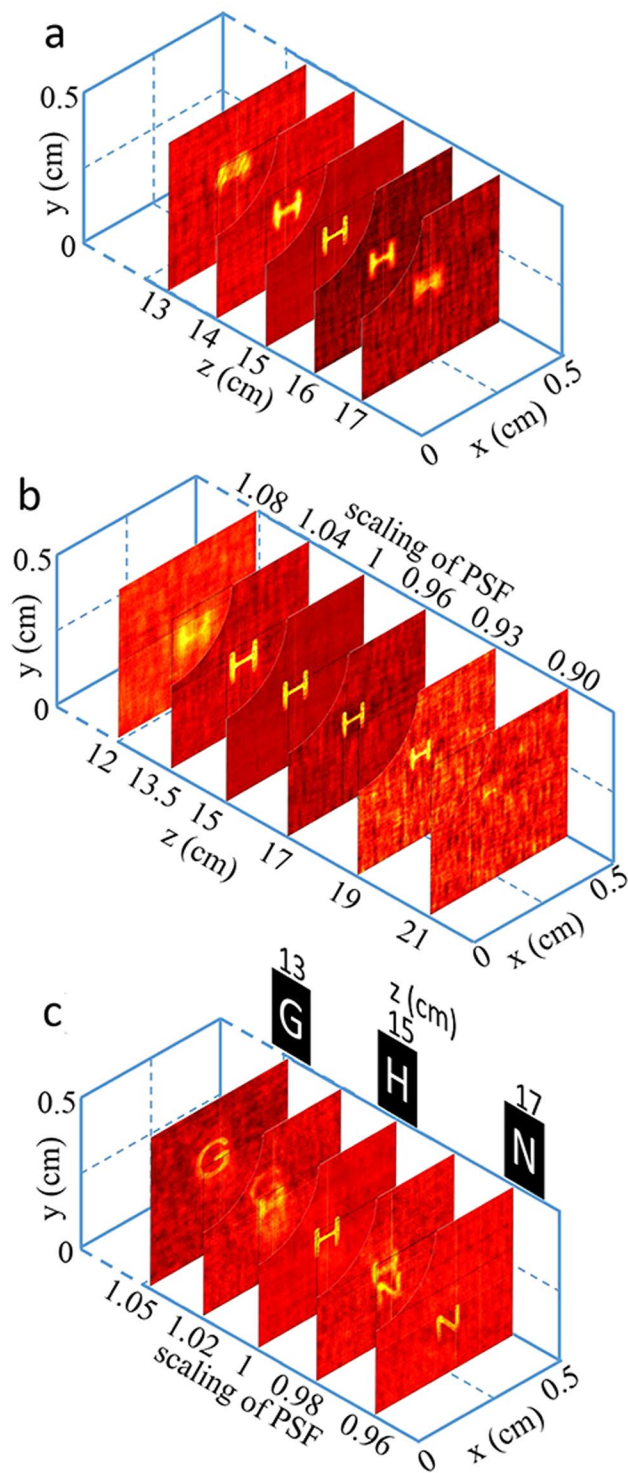 a
0.5
y (cm)
0
H H H H H
13 14 15 16 17
z (cm)
0
x (cm)
0.5
b
scaling of PSF
1.08 1.04 1 0.96 0.93 0.90
0.5
y (cm)
0
H H H H H
12 13.5 15 17 19 21
z (cm)
0
x (cm)
0.5
c
z (cm)
13 15 17
G H N
0.5
y (cm)
0
G G H H H N N
1.05 1.02 1 0.98 0.96
scaling of PSF
0
x (cm)
0.5